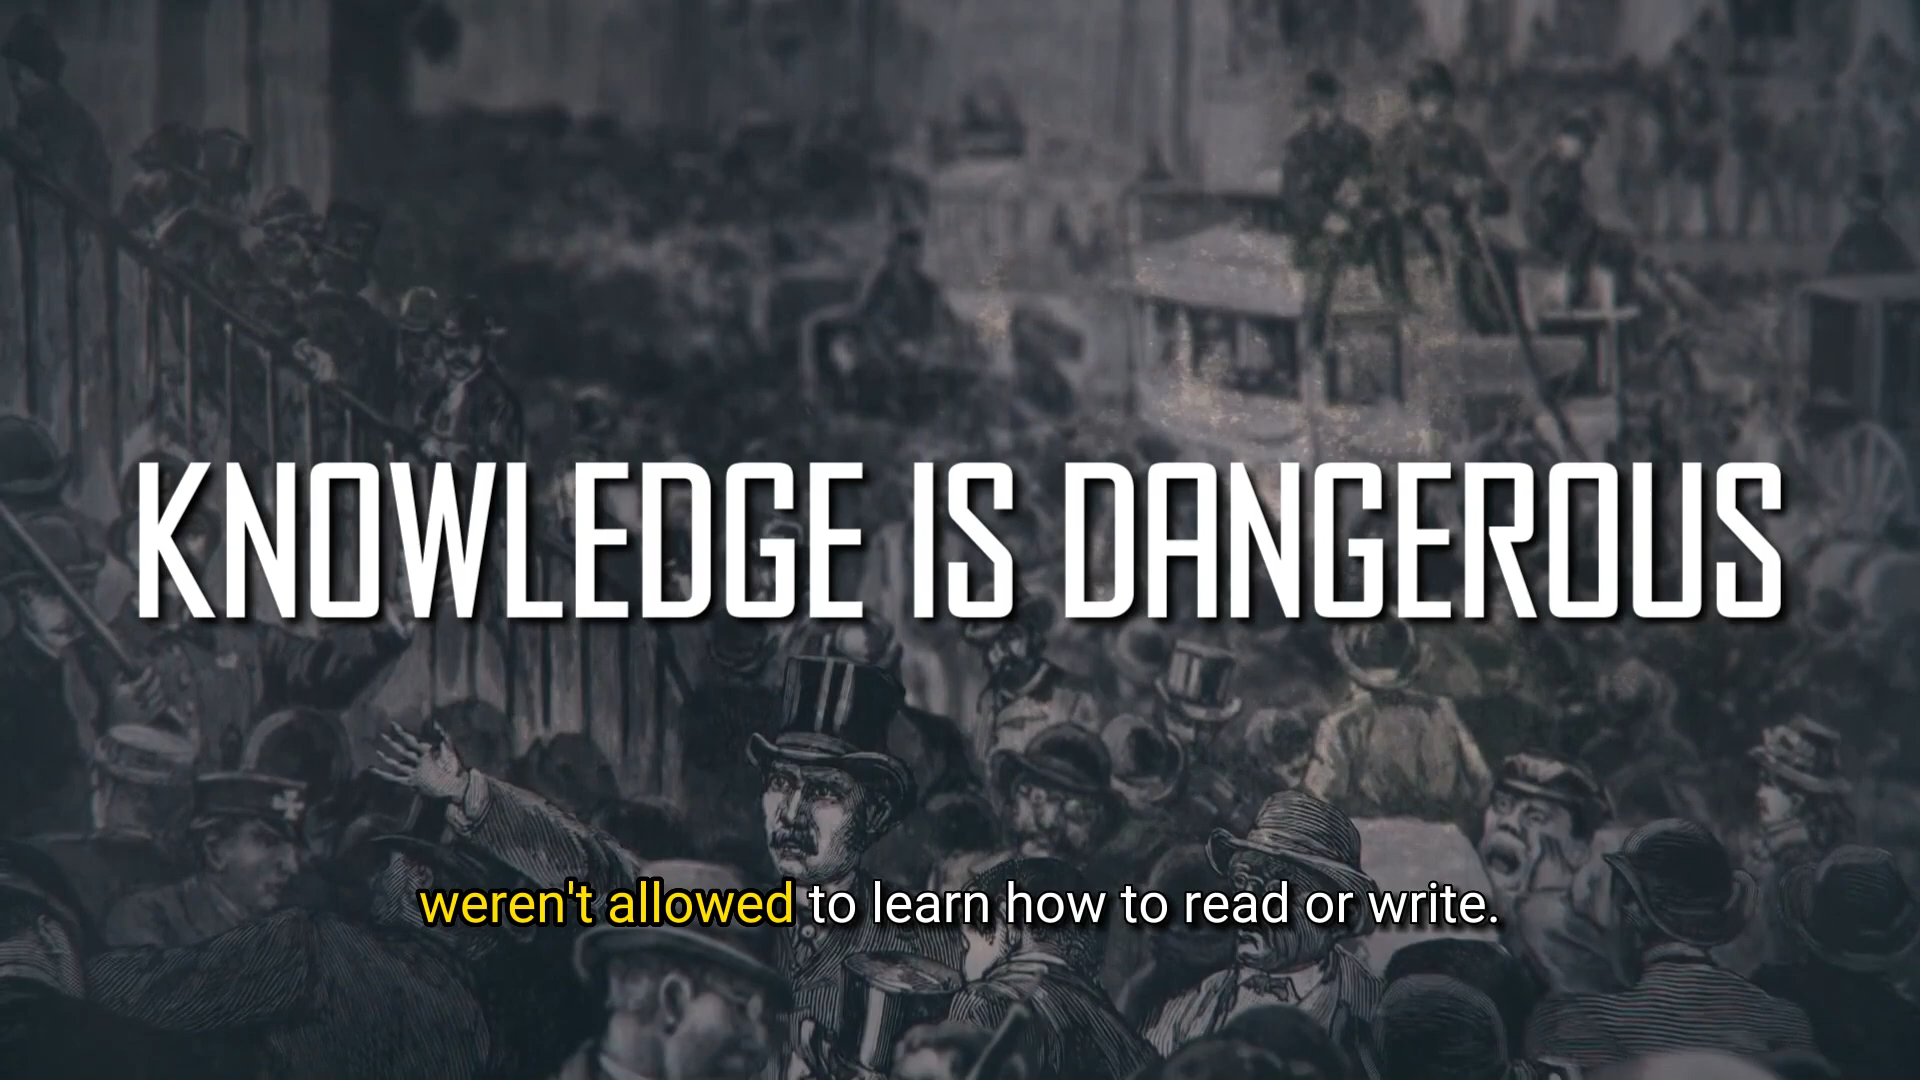 KNOWLEDGE IS DANGEROUS
weren't allowed to learn how to read or write.